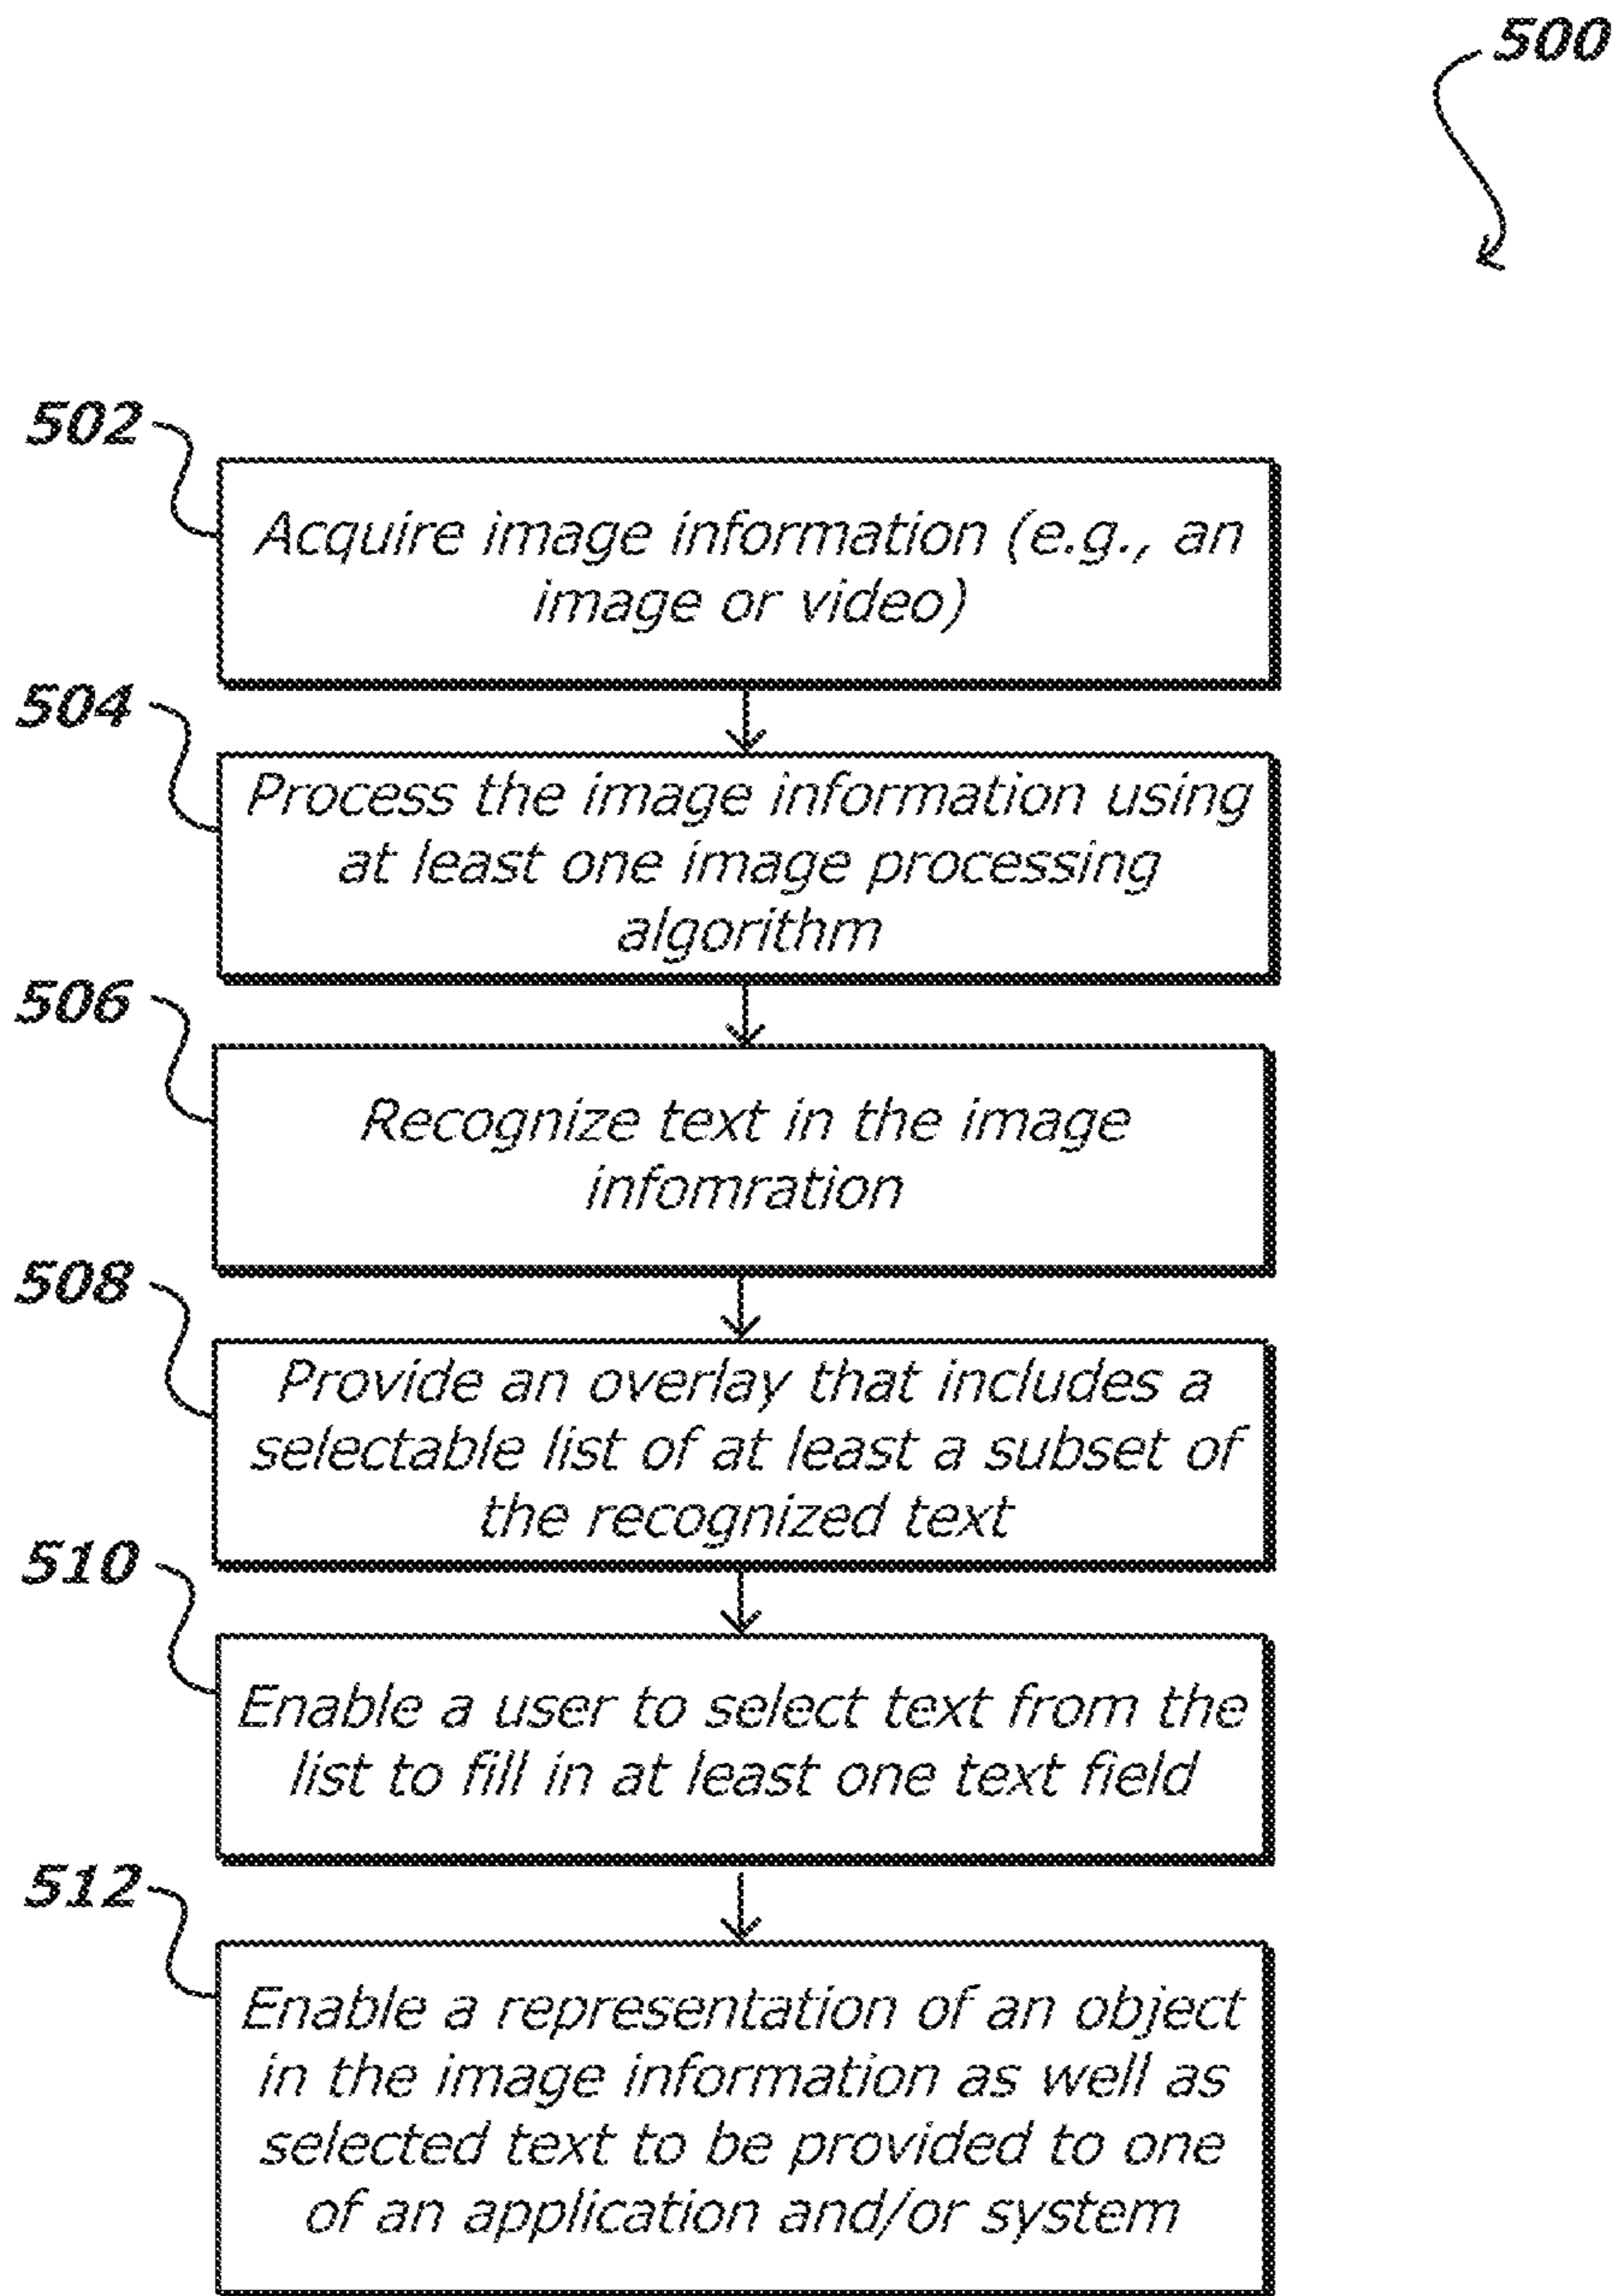 500
502
Acquire image information (e.g., an
image or video)
504
Process the image information using
at least one image processing
algorithm
506
Recognize text in the image
infomration
508
Provide an overlay that includes a
selectable list of at least a subset of
the recognized text
510
Enable a user to select text from the
list to fill in at least one text field
512
Enable a representation of an object
in the image information as well as
selected text to be provided to one
of an application and/or system